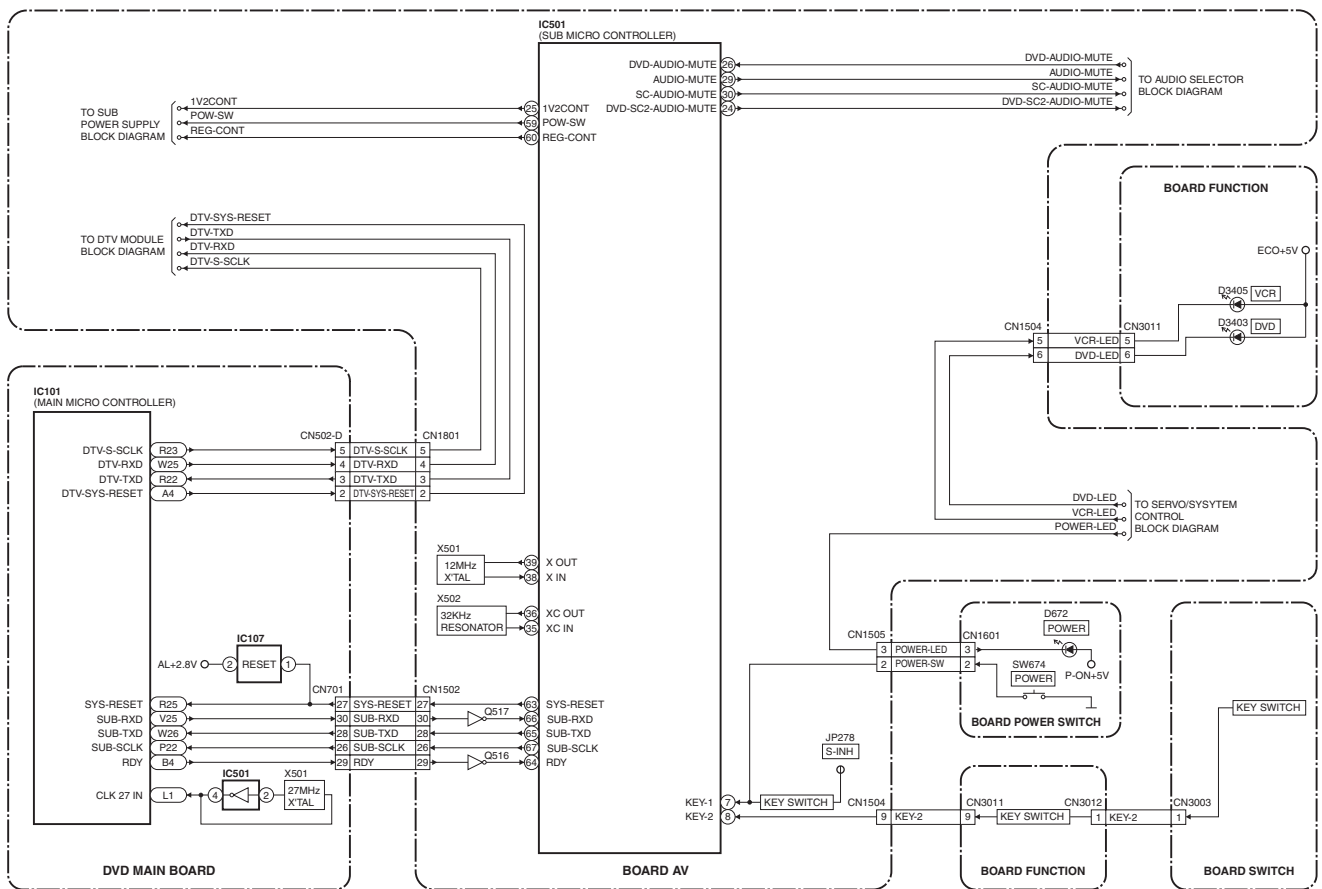 IC501
(SUB MICRO CONTROLLER)
DVD-AUDIO-MUTE 26 DVD-AUDIO-MUTE
AUDIO-MUTE 29 AUDIO-MUTE
SC-AUDIO-MUTE 30 SC-AUDIO-MUTE
DVD-SC2-AUDIO-MUTE 24 DVD-SC2-AUDIO-MUTE
TO AUDIO SELECTOR
BLOCK DIAGRAM
TO SUB
POWER SUPPLY
BLOCK DIAGRAM
1V2CONT 25 1V2CONT
POW-SW 59 POW-SW
REG-CONT 60 REG-CONT
TO DTV MODULE
BLOCK DIAGRAM
DTV-SYS-RESET
DTV-TXD
DTV-RXD
DTV-S-SCLK
BOARD FUNCTION
ECO+5V
D3405 VCR
D3403 DVD
CN1504 CN3011
5 VCR-LED 5
6 DVD-LED 6
IC101
(MAIN MICRO CONTROLLER)
CN502-D CN1801
DTV-S-SCLK R23 5 DTV-S-SCLK 5
DTV-RXD W25 4 DTV-RXD 4
DTV-TXD R22 3 DTV-TXD 3
DTV-SYS-RESET A4 2 DTV-SYS-RESET 2
DVD-LED
VCR-LED
POWER-LED
TO SERVO/SYSYTEM
CONTROL
BLOCK DIAGRAM
X501
12MHz
X'TAL
39 X OUT
38 X IN
X502
32KHz
RESONATOR
36 XC OUT
35 XC IN
IC107
AL+2.8V 2 RESET 1
CN701 CN1502
SYS-RESET R25 27 SYS-RESET 27 63 SYS-RESET
SUB-RXD V25 30 SUB-RXD 30 Q517 66 SUB-RXD
SUB-TXD W26 28 SUB-TXD 28 65 SUB-TXD
SUB-SCLK P22 26 SUB-SCLK 26 67 SUB-SCLK
RDY B4 29 RDY 29 Q516 64 RDY
IC501 X501
CLK 27 IN L1 4 2 27MHz
X'TAL
D672
POWER
CN1505 CN1601
3 POWER-LED 3
2 POWER-SW 2
P-ON+5V
SW674
POWER
BOARD POWER SWITCH
KEY SWITCH
JP278
S-INH
KEY-1 7 KEY SWITCH
KEY-2 8
CN1504 CN3011 CN3012 CN3003
9 KEY-2 9 KEY SWITCH 1 KEY-2 1
DVD MAIN BOARD
BOARD AV
BOARD FUNCTION
BOARD SWITCH